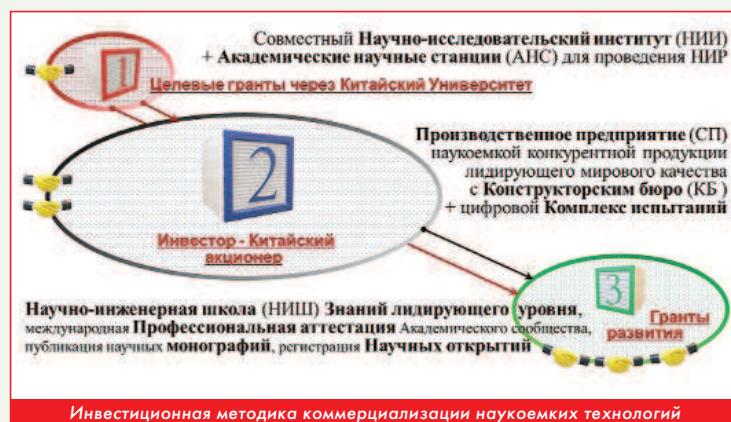 Совместный Научно-исследовательский институт (НИИ)
+ Академические научные станции (АНС) для проведения НИР
1
Целевые гранты через Китайский Университет
Производственное предприятие (СП)
наукоемкой конкурентной продукции
лидирующего мирового качества
с Конструкторским бюро (КБ )
+ цифровой Комплекс испытаний
2
Инвестор - Китайский
акционер
3
Гранты
развития
Научно-инженерная школа (НИШ) Знаний лидирующего уровня,
международная Профессиональная аттестация Академического сообщества,
публикация научных монографий, регистрация Научных открытий
Инвестиционная методика коммерциализации наукоемких технологий